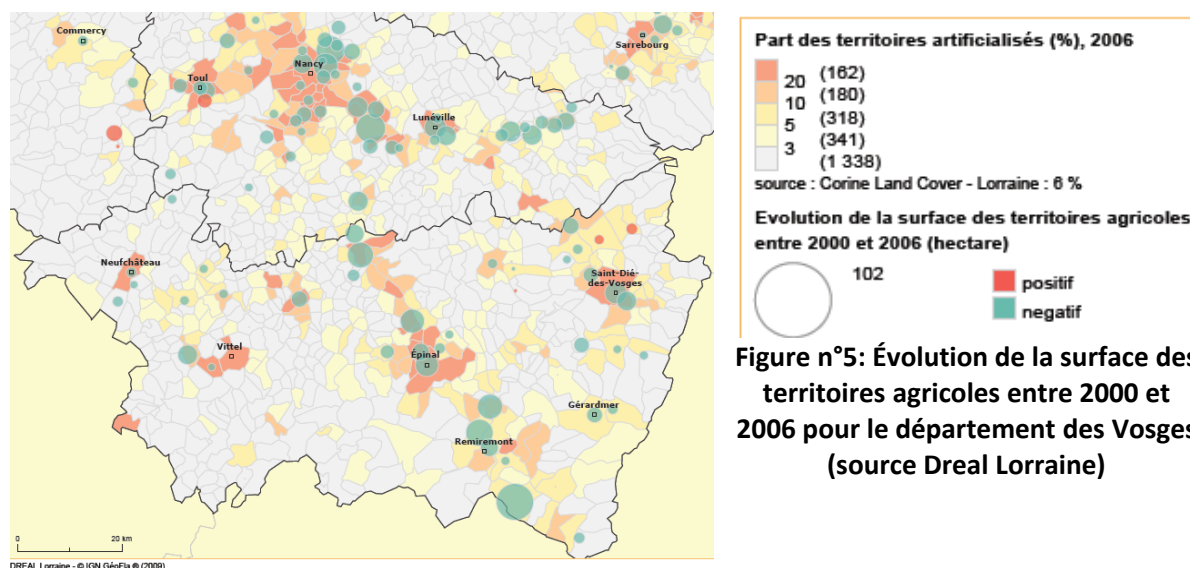 Commercy
Sarrebourg
Nancy
Toul
Lunéville
Neufchâteau
Saint-Dié-
des-Vosges
Vittel
Épinal
Gérardmer
Remiremont
0
20 km
DREAL Lorraine - © IGN GéoFla ® (2009)
Part des territoires artificialisés (%), 2006
20
10
5
3
(162)
(180)
(318)
(341)
(1 338)
source : Corine Land Cover - Lorraine : 6 %
Evolution de la surface des territoires agricoles
entre 2000 et 2006 (hectare)
102
positif
negatif
Figure n°5: Évolution de la surface des
territoires agricoles entre 2000 et
2006 pour le département des Vosges
(source Dreal Lorraine)